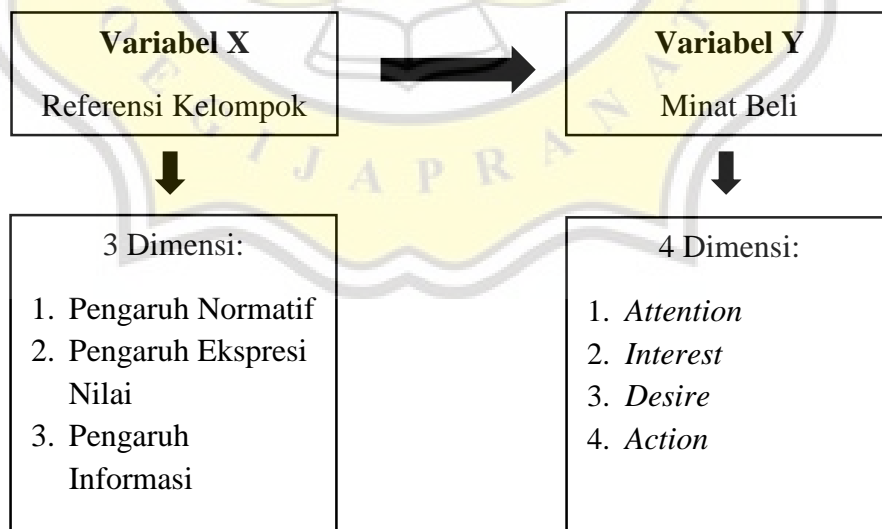 Variabel X
Referensi Kelompok
Variabel Y
Minat Beli
3 Dimensi:
1. Pengaruh Normatif
2. Pengaruh Ekspresi
Nilai
3. Pengaruh
Informasi
4 Dimensi:
1. Attention
2. Interest
3. Desire
4. Action
EGIJAPRANAT